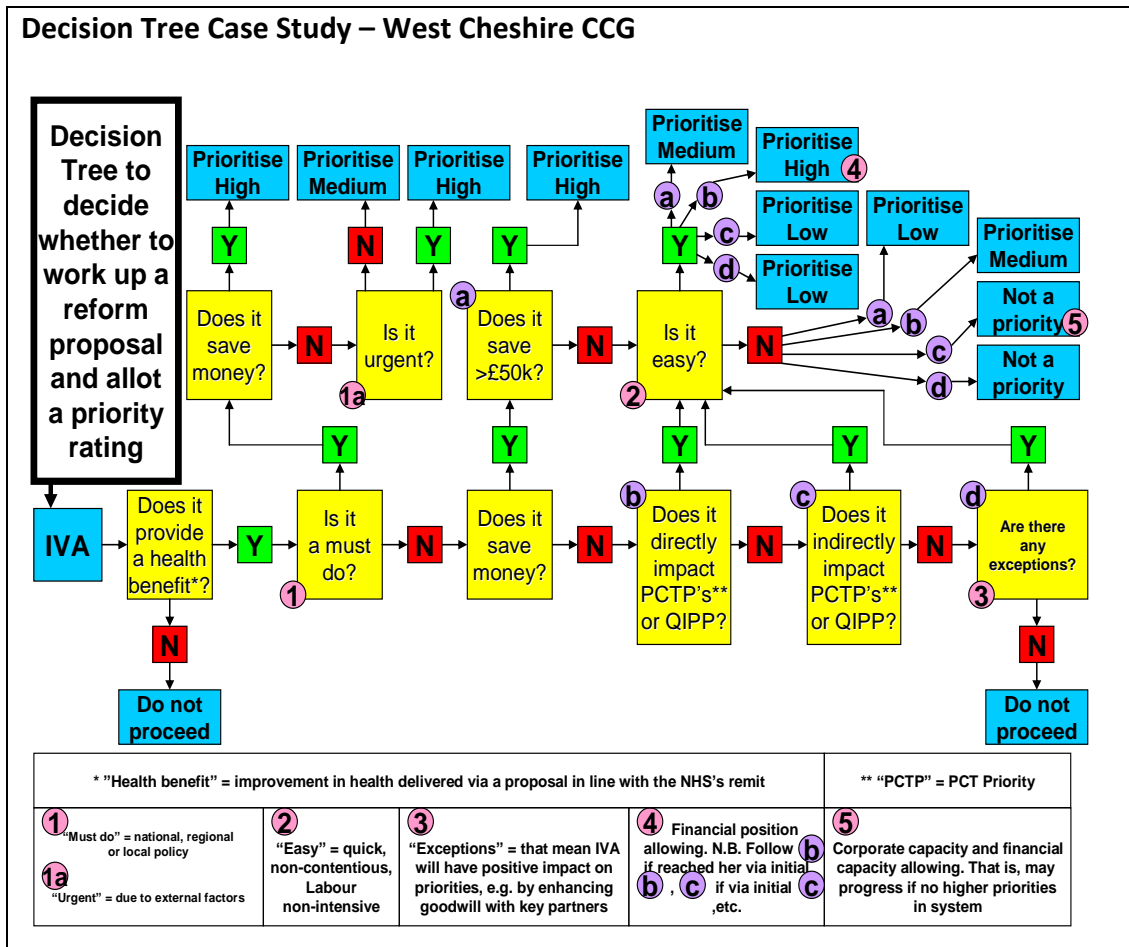 Decision Tree Case Study – West Cheshire CCG
Decision
Tree to
decide
whether to
work up a
reform
proposal
and allot
a priority
rating
Prioritise
High
Prioritise
Medium
Prioritise
High
Prioritise
High
Prioritise
Medium
Prioritise
High
4
a
b
Prioritise
Low
c
Prioritise
Low
d
Prioritise
Low
Prioritise
Medium
Not a
priority
5
Not a
priority
a
b
c
d
Y
N
Y
Y
Y
Does it
save
money?
N
Is it
urgent?
1a
a
Does it
save
>£50k?
N
Is it
easy?
2
N
Y
Y
Y
Y
Y
IVA
Does it
provide
a health
benefit*?
Y
Is it
a must
do?
1
N
Does it
save
money?
N
b
Does it
directly
impact
PCTP's**
or QIPP?
N
c
Does it
indirectly
impact
PCTP's**
or QIPP?
N
d
Are there
any
exceptions?
3
N
N
Do not
proceed
Do not
proceed
* "Health benefit" = improvement in health delivered via a proposal in line with the NHS's remit
** "PCTP" = PCT Priority
1
"Must do" = national, regional
or local policy
1a
"Urgent" = due to external factors
2
"Easy" = quick,
non-contentious,
Labour
non-intensive
3
"Exceptions" = that mean IVA
will have positive impact on
priorities, e.g. by enhancing
goodwill with key partners
4
Financial position
allowing. N.B. Follow b
if reached her via initial
b , c if via initial c
,etc.
5
Corporate capacity and financial
capacity allowing. That is, may
progress if no higher priorities
in system